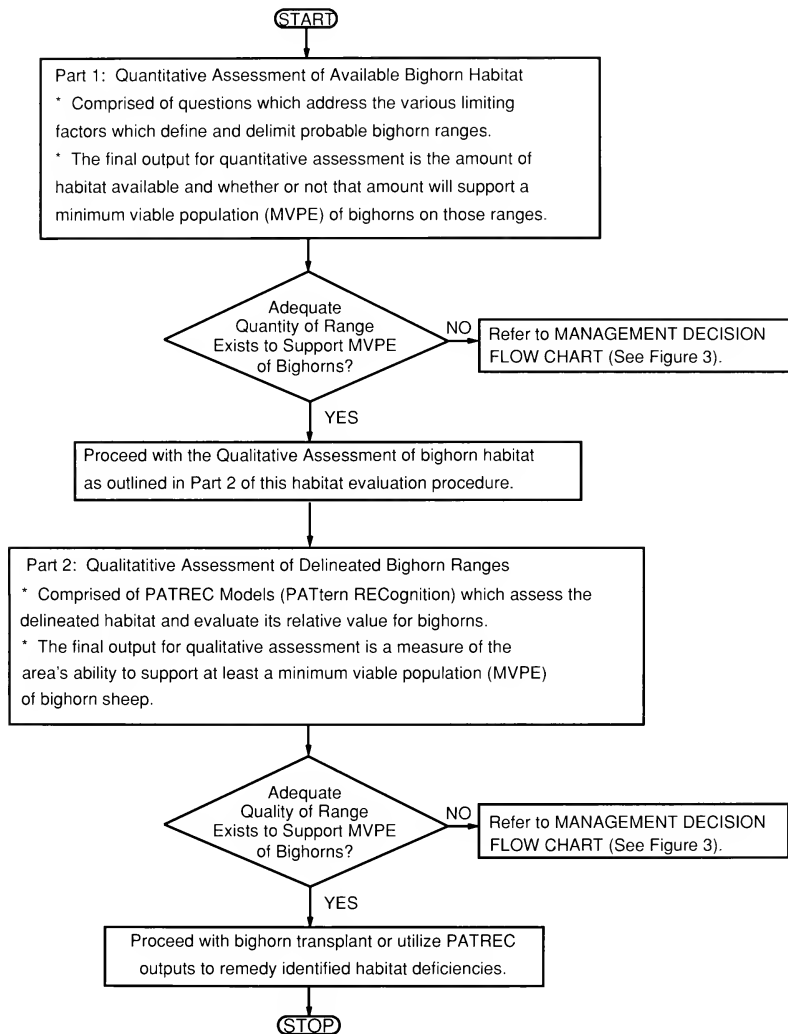 START
Part 1: Quantitative Assessment of Available Bighorn Habitat
* Comprised of questions which address the various limiting
factors which define and delimit probable bighorn ranges.
* The final output for quantitative assessment is the amount of
habitat available and whether or not that amount will support a
minimum viable population (MVPE) of bighorns on those ranges.
Adequate
Quantity of Range
Exists to Support MVPE
of Bighorns?
NO
Refer to MANAGEMENT DECISION
FLOW CHART (See Figure 3).
YES
Proceed with the Qualitative Assessment of bighorn habitat
as outlined in Part 2 of this habitat evaluation procedure.
Part 2: Qualitatitive Assessment of Delineated Bighorn Ranges
* Comprised of PATREC Models (PATtern RECognition) which assess the
delineated habitat and evaluate its relative value for bighorns.
* The final output for qualitative assessment is a measure of the
area's ability to support at least a minimum viable population (MVPE)
of bighorn sheep.
Adequate
Quality of Range
Exists to Support MVPE
of Bighorns?
NO
Refer to MANAGEMENT DECISION
FLOW CHART (See Figure 3).
YES
Proceed with bighorn transplant or utilize PATREC
outputs to remedy identified habitat deficiencies.
STOP